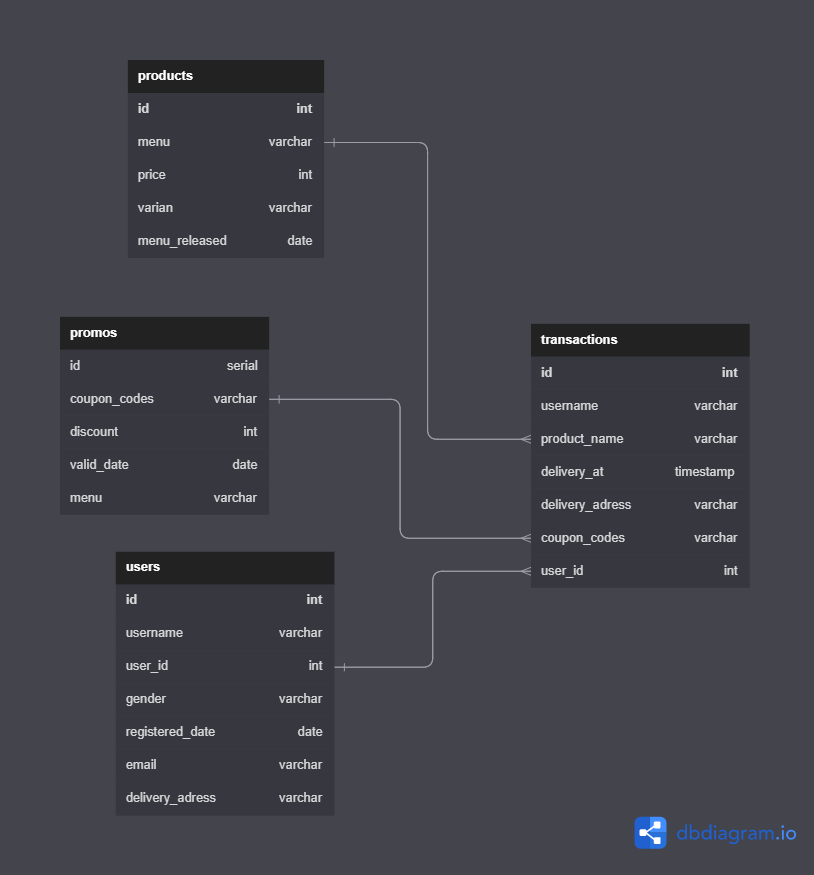 products
id int
menu varchar
price int
varian varchar
menu_released date
promos
id serial
coupon_codes varchar
discount int
valid_date date
menu varchar
transactions
id int
username varchar
product_name varchar
delivery_at timestamp
delivery_adress varchar
coupon_codes varchar
user_id int
users
id int
username varchar
user_id int
gender varchar
registered_date date
email varchar
delivery_adress varchar
dbdiagram.io